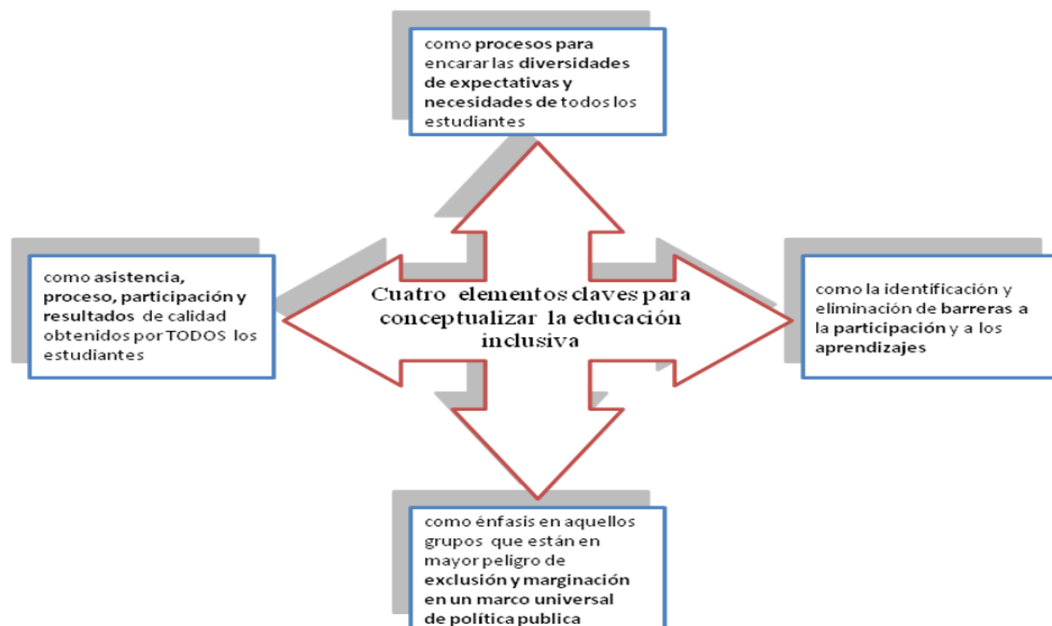 como procesos para
encarar las diversidades
de expectativas y
necesidades de todos los
estudiantes
como asistencia,
proceso, participación y
resultados de calidad
obtenidos por TODOS los
estudiantes
Cuatro elementos claves para
conceptualizar la educación
inclusiva
como la identificación y
eliminación de barreras a
la participación y a los
aprendizajes
como énfasis en aquellos
grupos que están en
mayor peligro de
exclusión y marginación
en un marco universal
de política publica